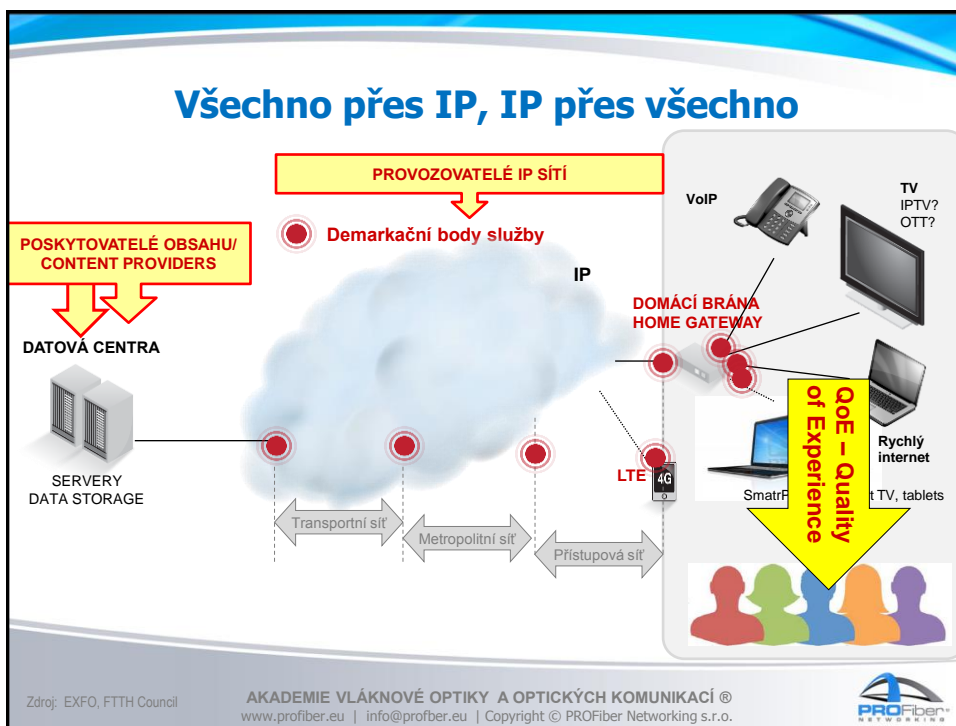 Všechno přes IP, IP přes všechno
PROVOZOVATELÉ IP SÍTÍ
POSKYTOVATELÉ OBSAHU/
CONTENT PROVIDERS
Demarkační body služby
IP
VoIP
TV
IPTV?
OTT?
DOMÁCÍ BRÁNA
HOME GATEWAY
DATOVÁ CENTRA
SERVERY
DATA STORAGE
LTE
4G
Rychlý
internet
SmatrP
t TV, tablets
QoE – Quality
of Experience
Transportní síť
Metropolitní síť
Přístupová síť
Zdroj: EXFO, FTTH Council
AKADEMIE VLÁKNOVÉ OPTIKY A OPTICKÝCH KOMUNIKACÍ ®
www.profiber.eu | info@profber.eu | Copyright © PROFiber Networking s.r.o.
PROFiber®
NETWORKING